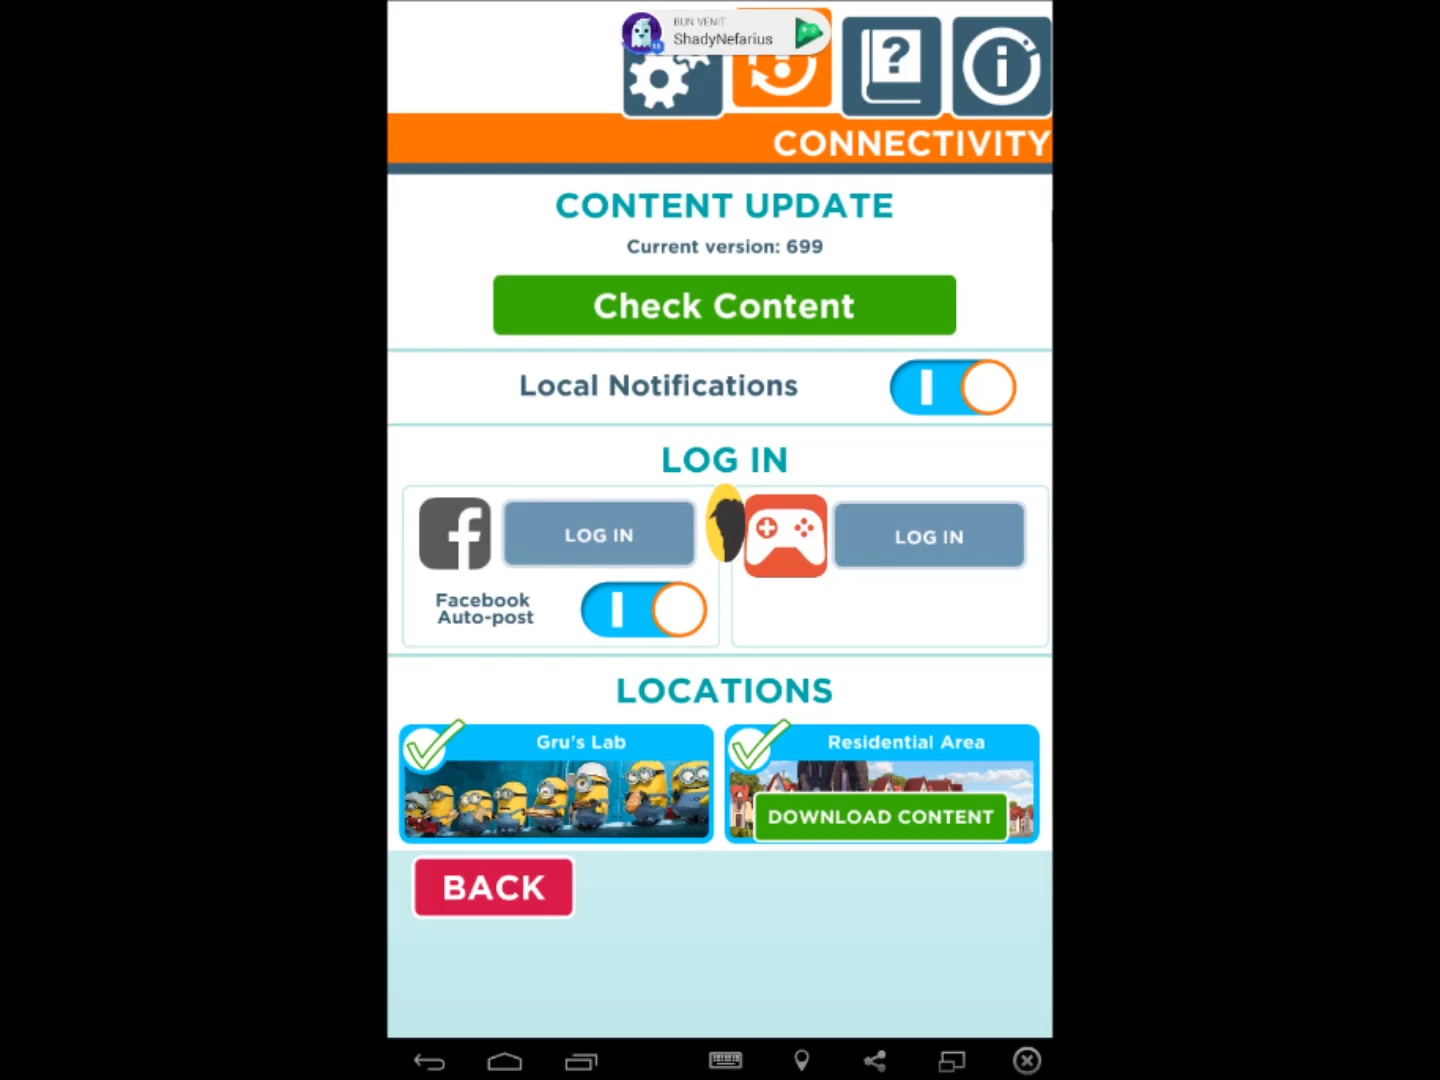 BUN VENIT
ShadyNefarius
CONNECTIVITY
CONTENT UPDATE
Current version: 699
Check Content
Local Notifications
LOG IN
LOG IN
LOG IN
Facebook
Auto-post
LOCATIONS
Gru's Lab
Residential Area
DOWNLOAD CONTENT
BACK